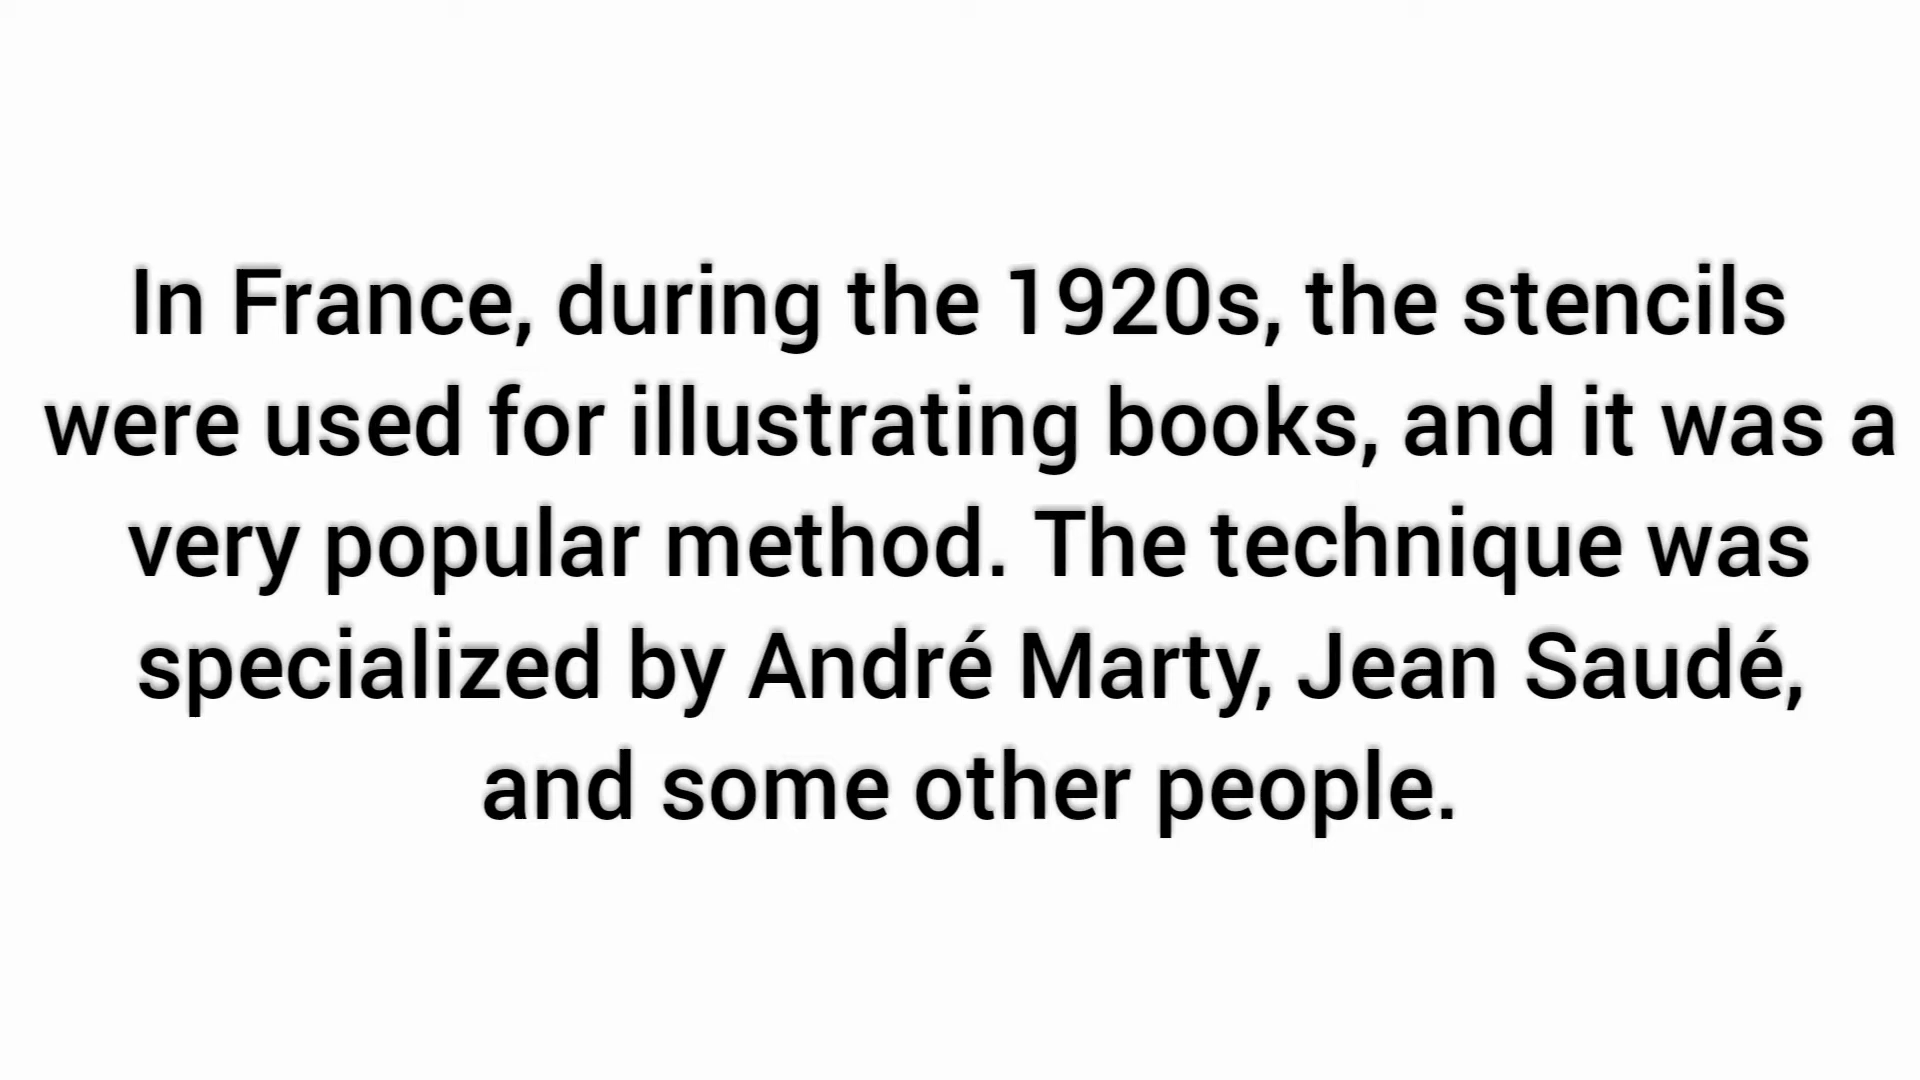 In France, during the 1920s, the stencils
were used for illustrating books, and it was a
very popular method. The technique was
specialized by André Marty, Jean Saudé,
and some other people.